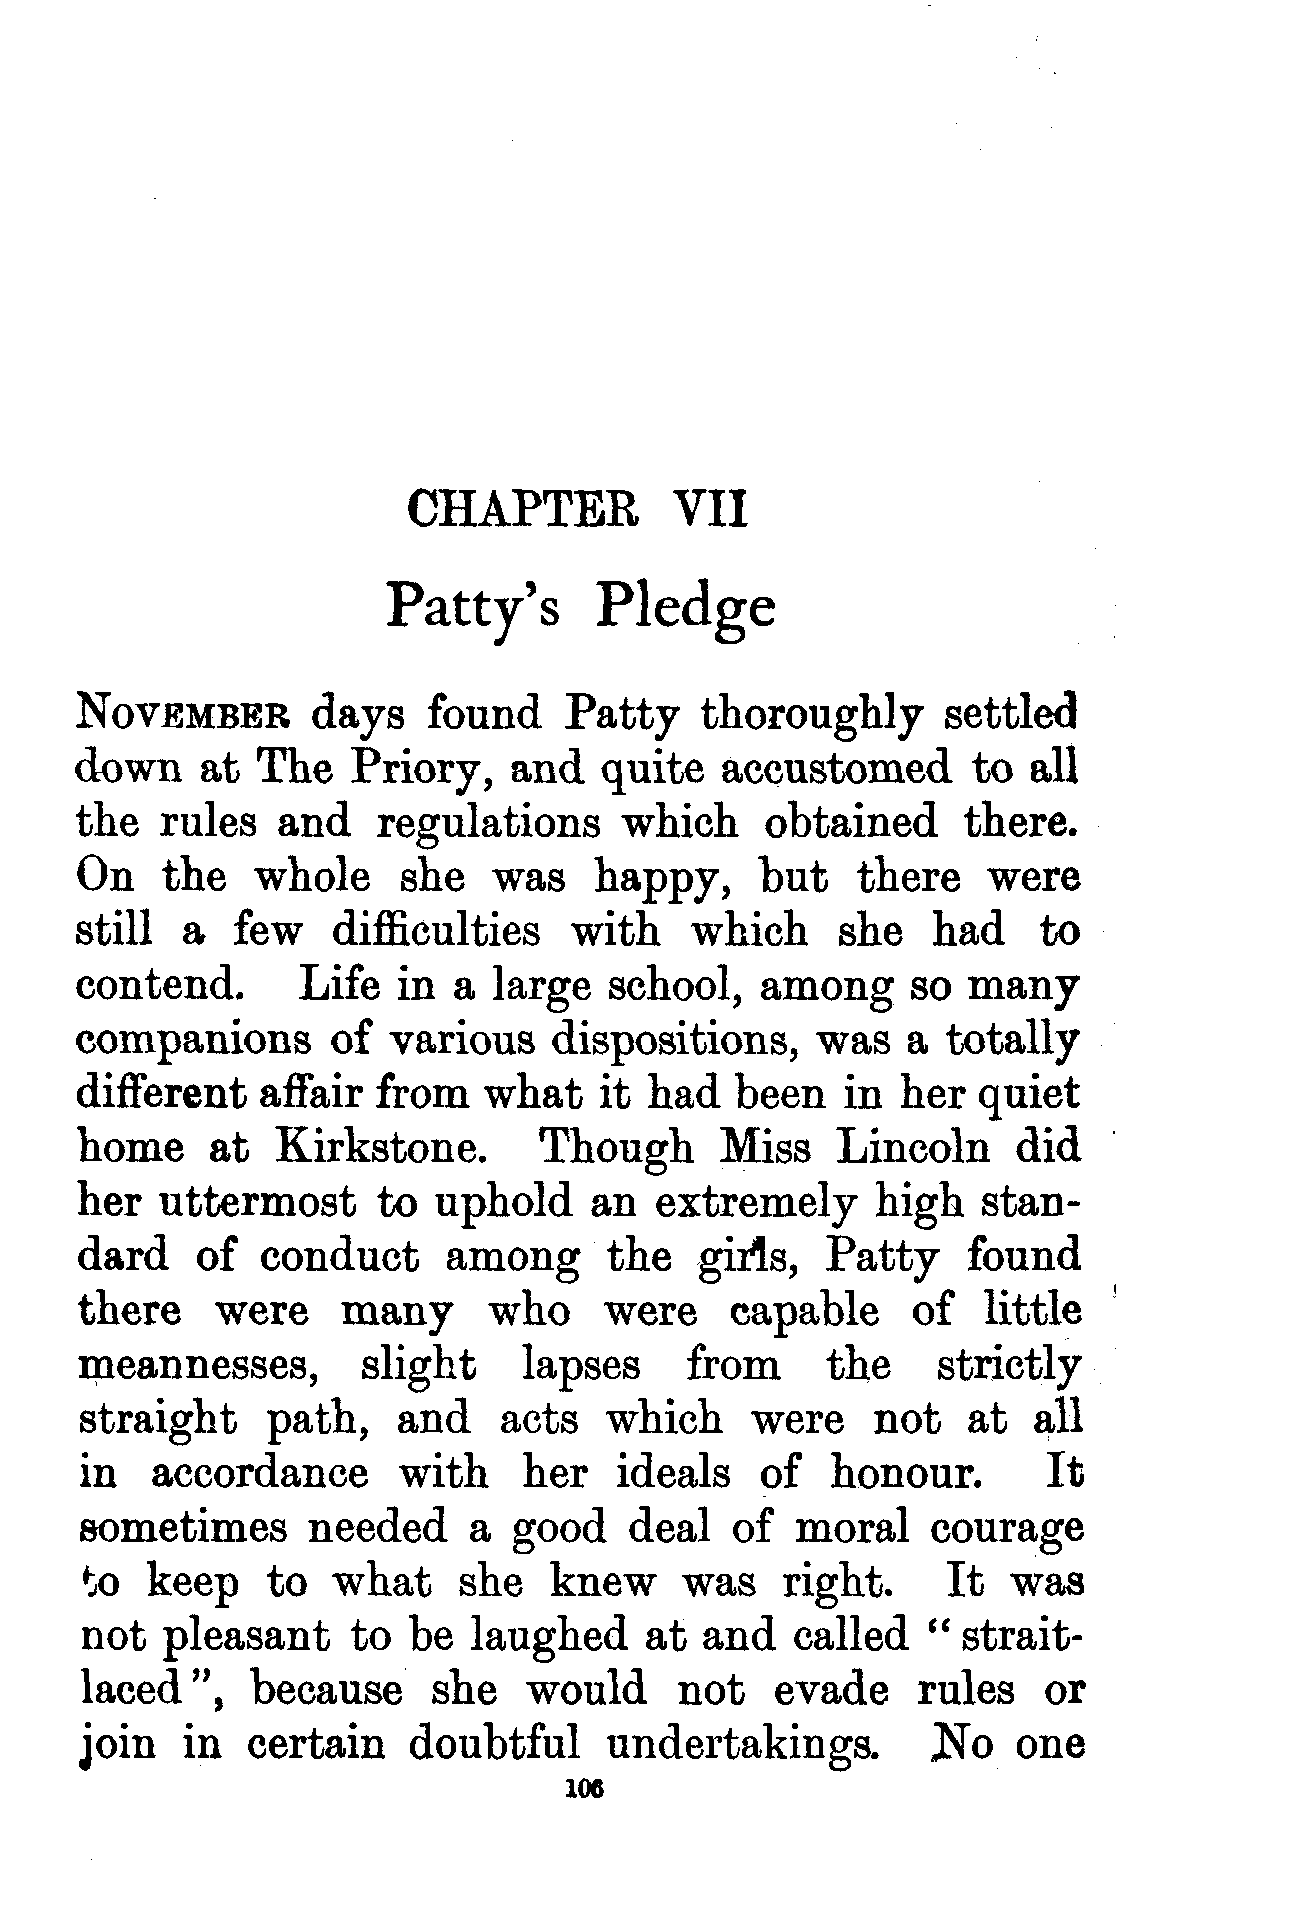 CHAPTER VII
Patty's Pledge
NOVEMBER days found Patty thoroughly settled
down at The Priory, and quite accustomed to all
the rules and regulations which obtained there.
On the whole she was happy, but there were
still a few difficulties with which she had to
contend. Life in a large school, among so many
companions of various dispositions, was a totally
different affair from what it had been in her quiet
home at Kirkstone. Though Miss Lincoln did
her uttermost to uphold an extremely high stan-
dard of conduct among the girls, Patty found
there were many who were capable of little
meannesses, slight lapses from the strictly
straight path, and acts which were not at all
in accordance with her ideals of honour. It
sometimes needed a good deal of moral courage
to keep to what she knew was right. It was
not pleasant to be laughed at and called “strait-
laced”, because she would not evade rules or
join in certain doubtful undertakings. No one
106